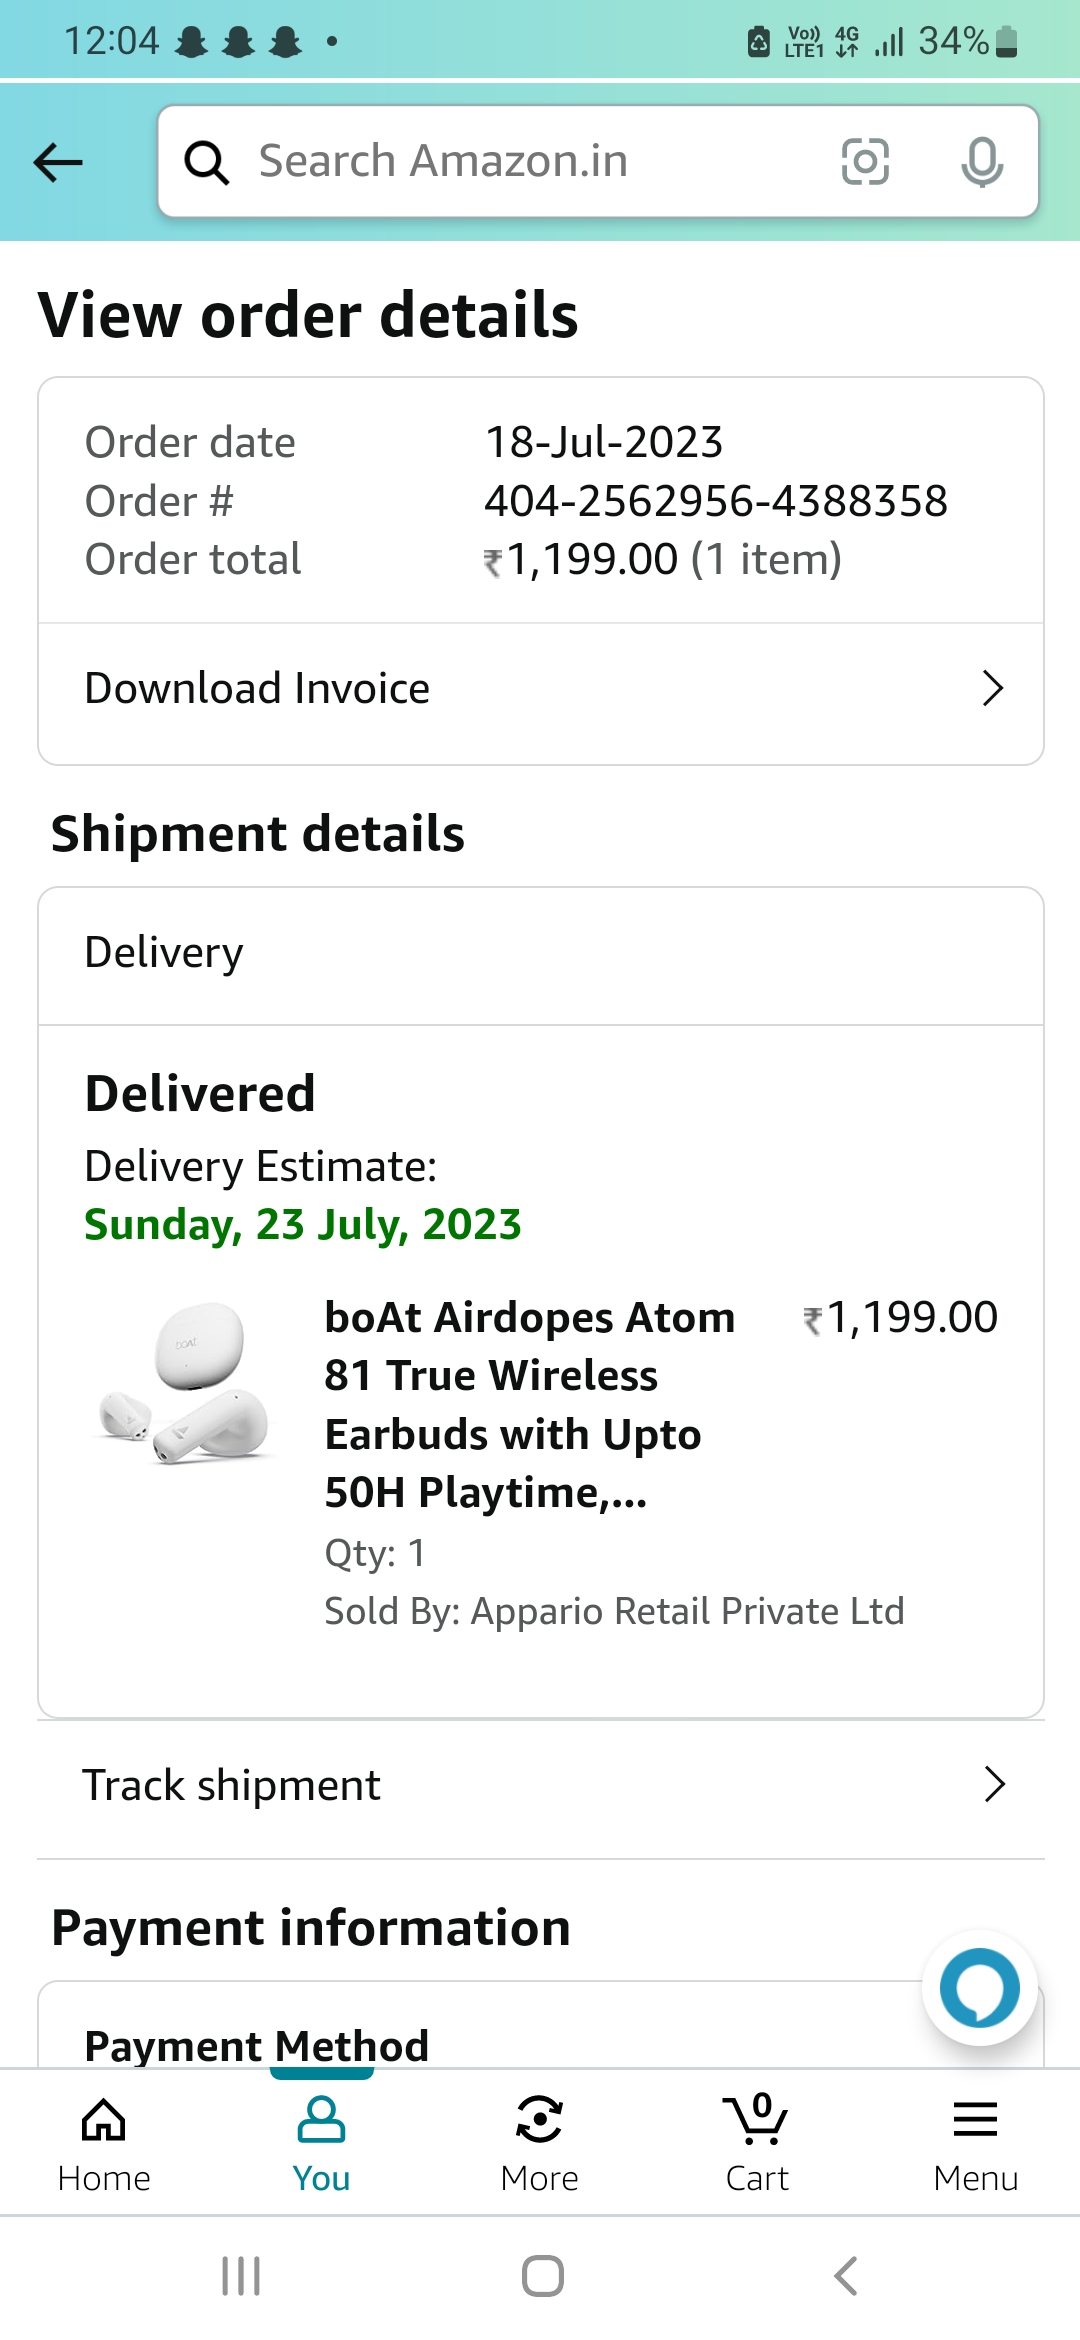 12:04
Vo)) LTE1 4G 34%
Search Amazon.in
View order details
Order date 18-Jul-2023
Order # 404-2562956-4388358
Order total ₹1,199.00 (1 item)
Download Invoice
Shipment details
Delivery
Delivered
Delivery Estimate:
Sunday, 23 July, 2023
boAt Airdopes Atom ₹1,199.00
81 True Wireless
Earbuds with Upto
50H Playtime,...
Qty: 1
Sold By: Appario Retail Private Ltd
Track shipment
Payment information
Payment Method
0
Home You More Cart Menu